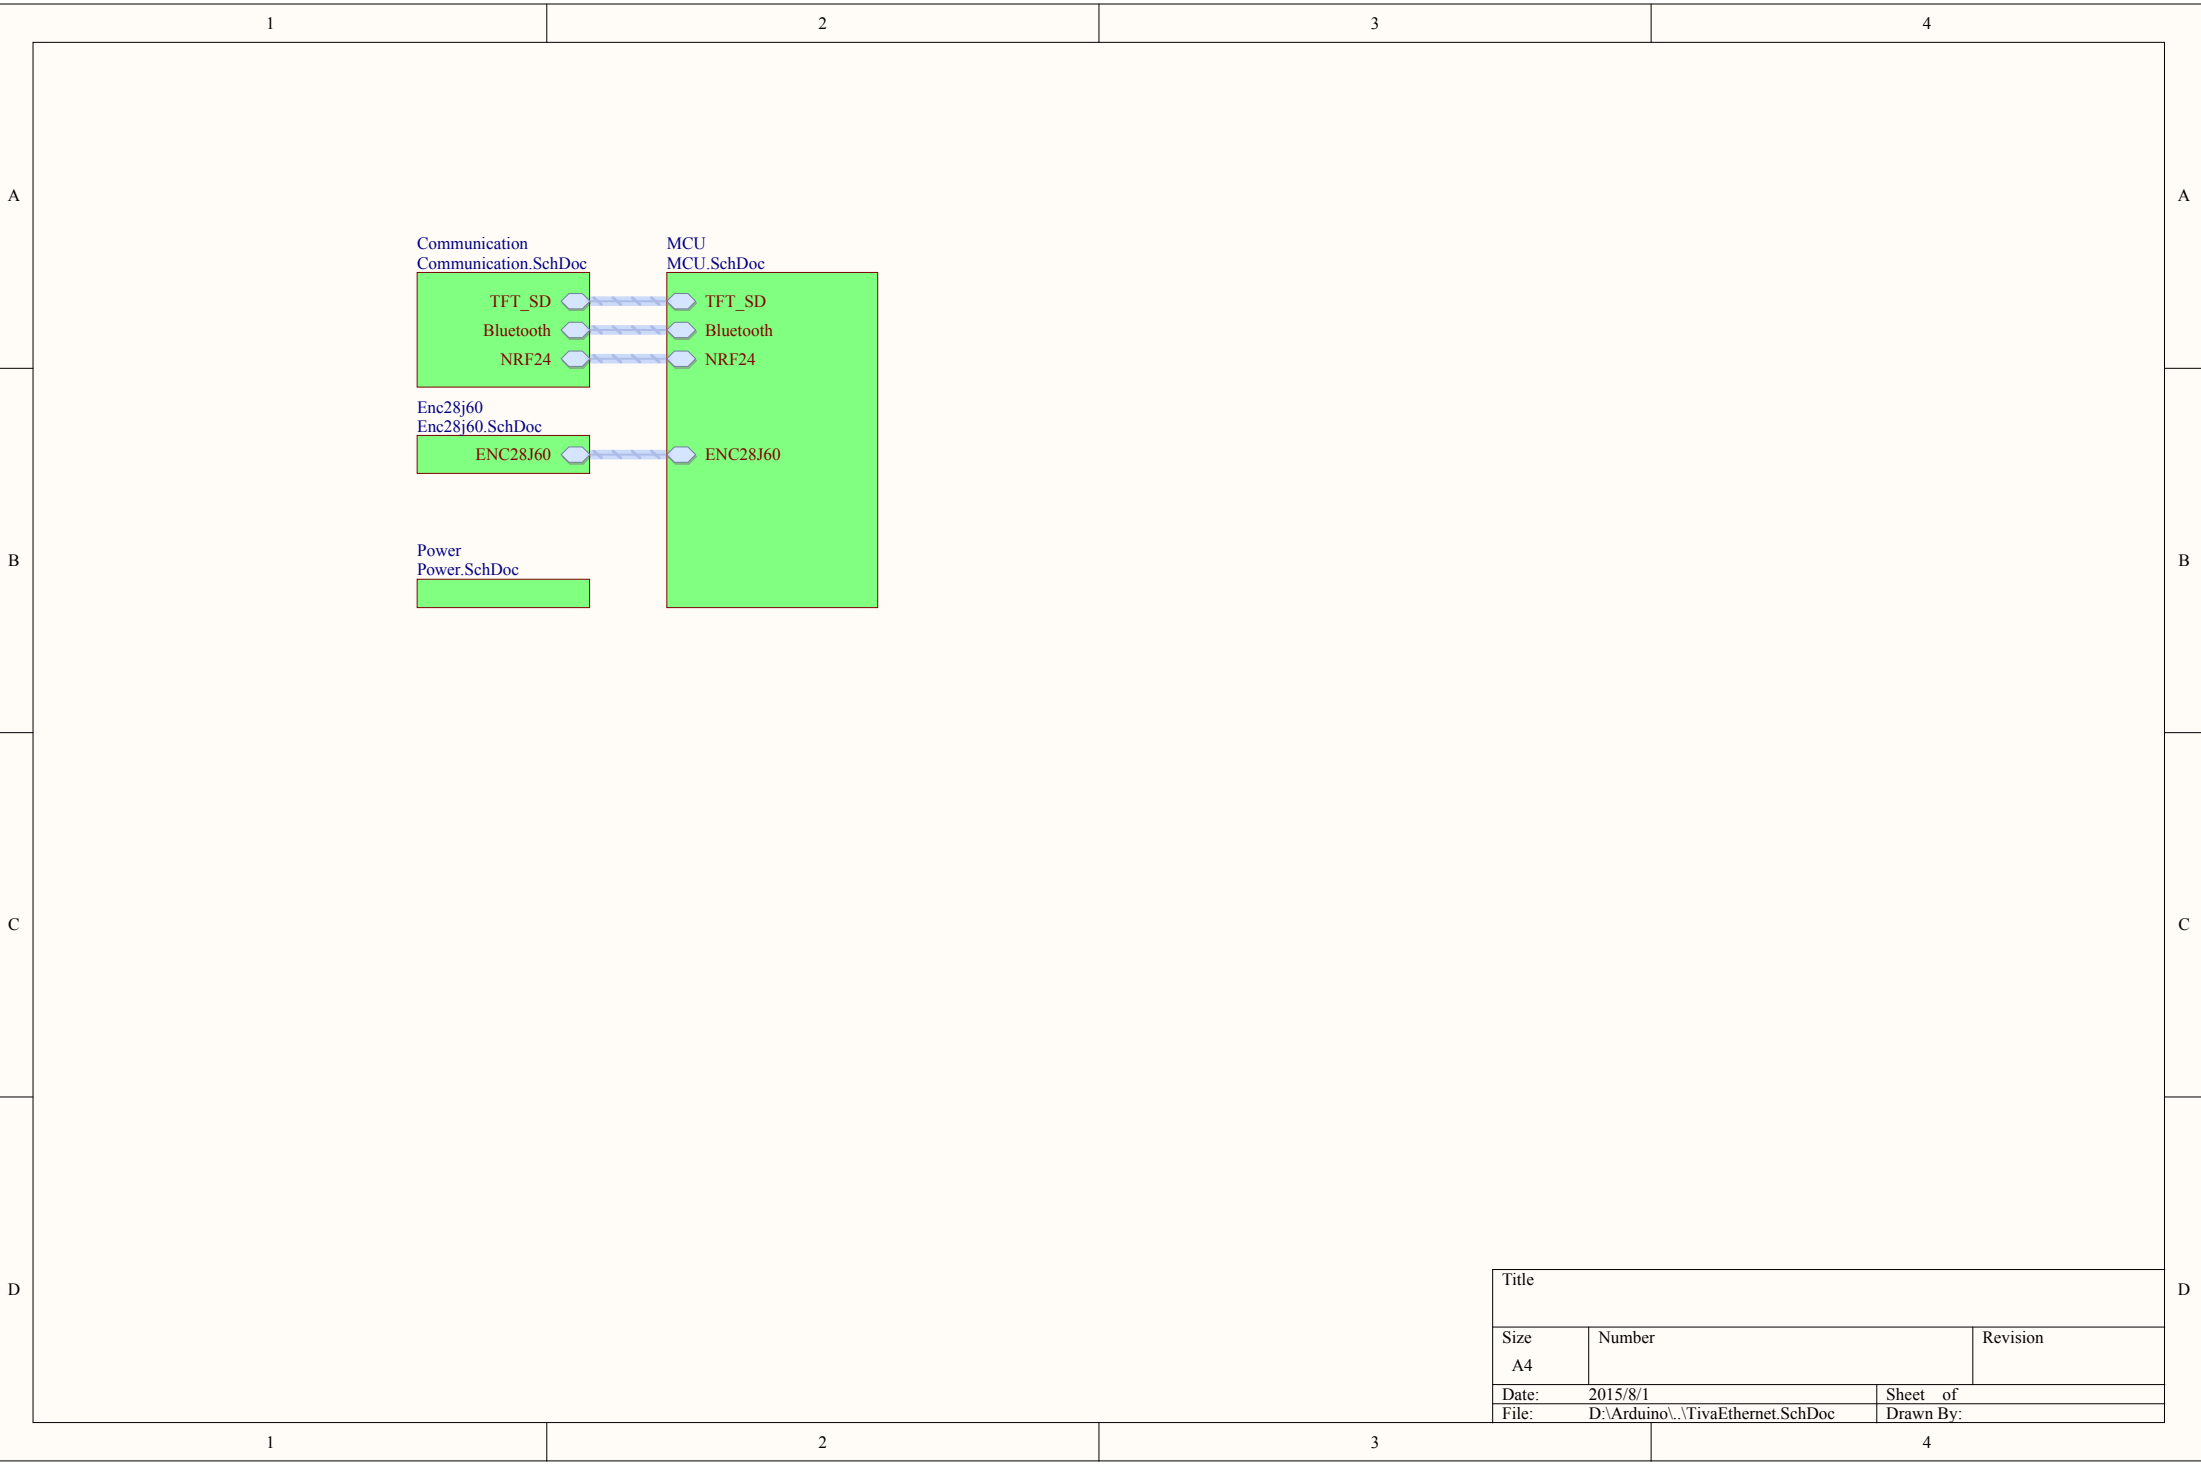 1 2 3 4
A A
Communication MCU
Communication.SchDoc MCU.SchDoc
TFT_SD TFT_SD
Bluetooth Bluetooth
NRF24 NRF24
Enc28j60
Enc28j60.SchDoc
ENC28J60 ENC28J60
Power
B B
Power.SchDoc
C C
Title
D D
Size Number Revision
A4
Date: 2015/8/1 Sheet of
File: D:\Arduino\..\TivaEthernet.SchDoc Drawn By:
1 2 3 4